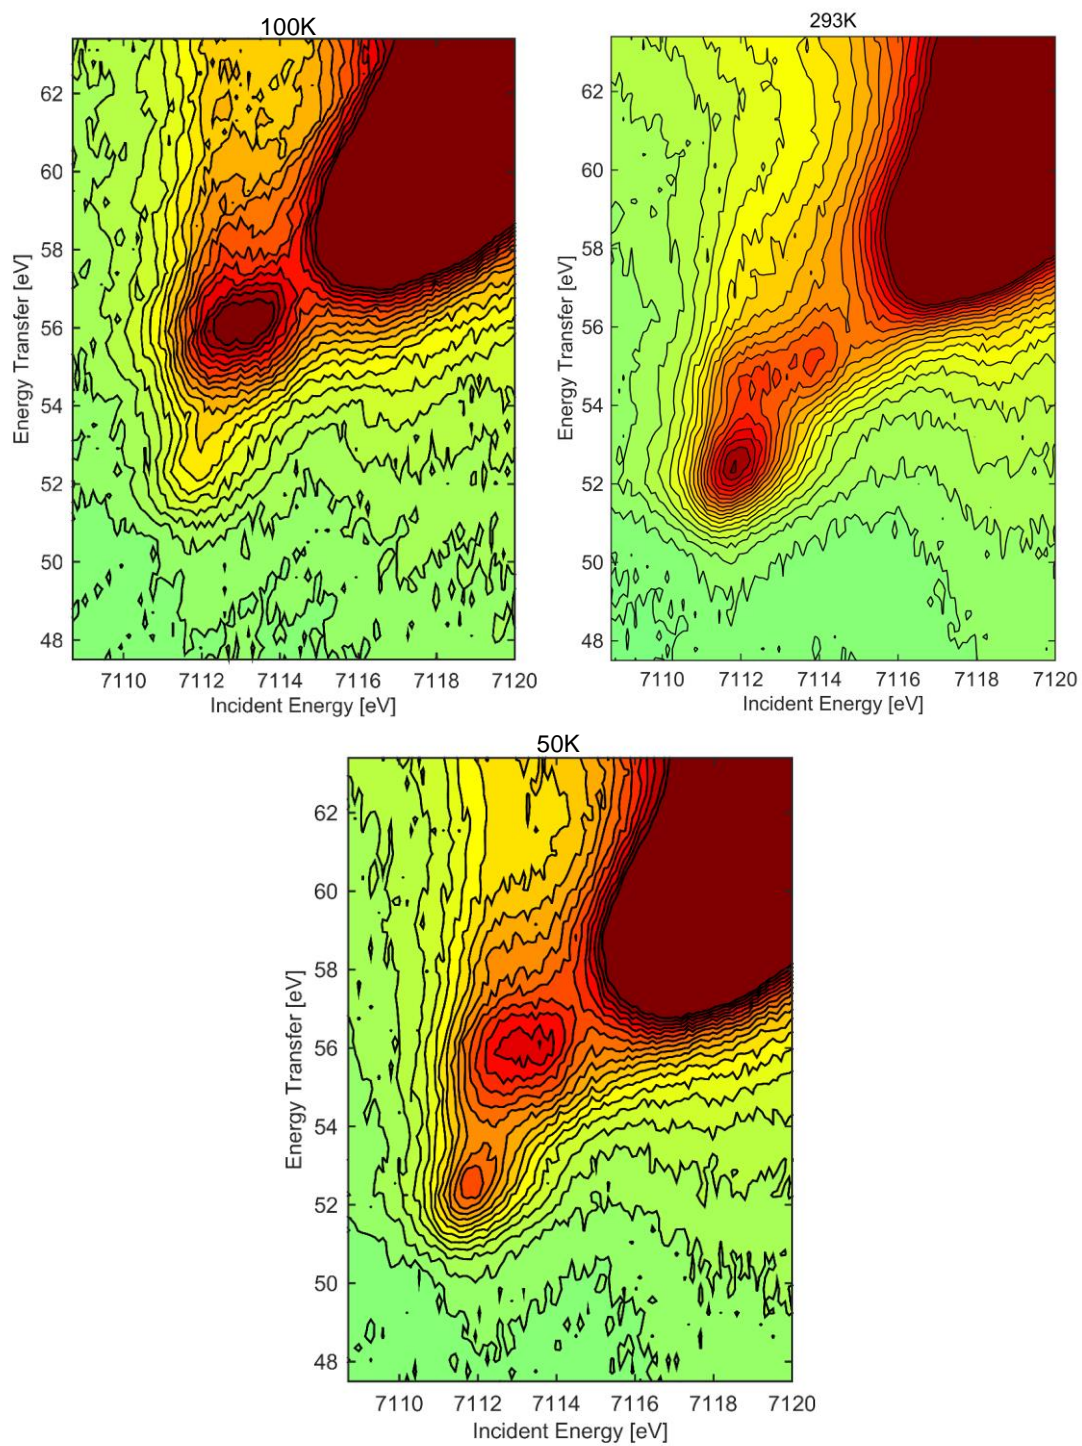 100K
62
60
58
56
54
52
50
48
Energy Transfer [eV]
7110 7112 7114 7116 7118 7120
Incident Energy [eV]
293K
62
60
58
56
54
52
50
48
Energy Transfer [eV]
7110 7112 7114 7116 7118 7120
Incident Energy [eV]
50K
62
60
58
56
54
52
50
48
Energy Transfer [eV]
7110 7112 7114 7116 7118 7120
Incident Energy [eV]